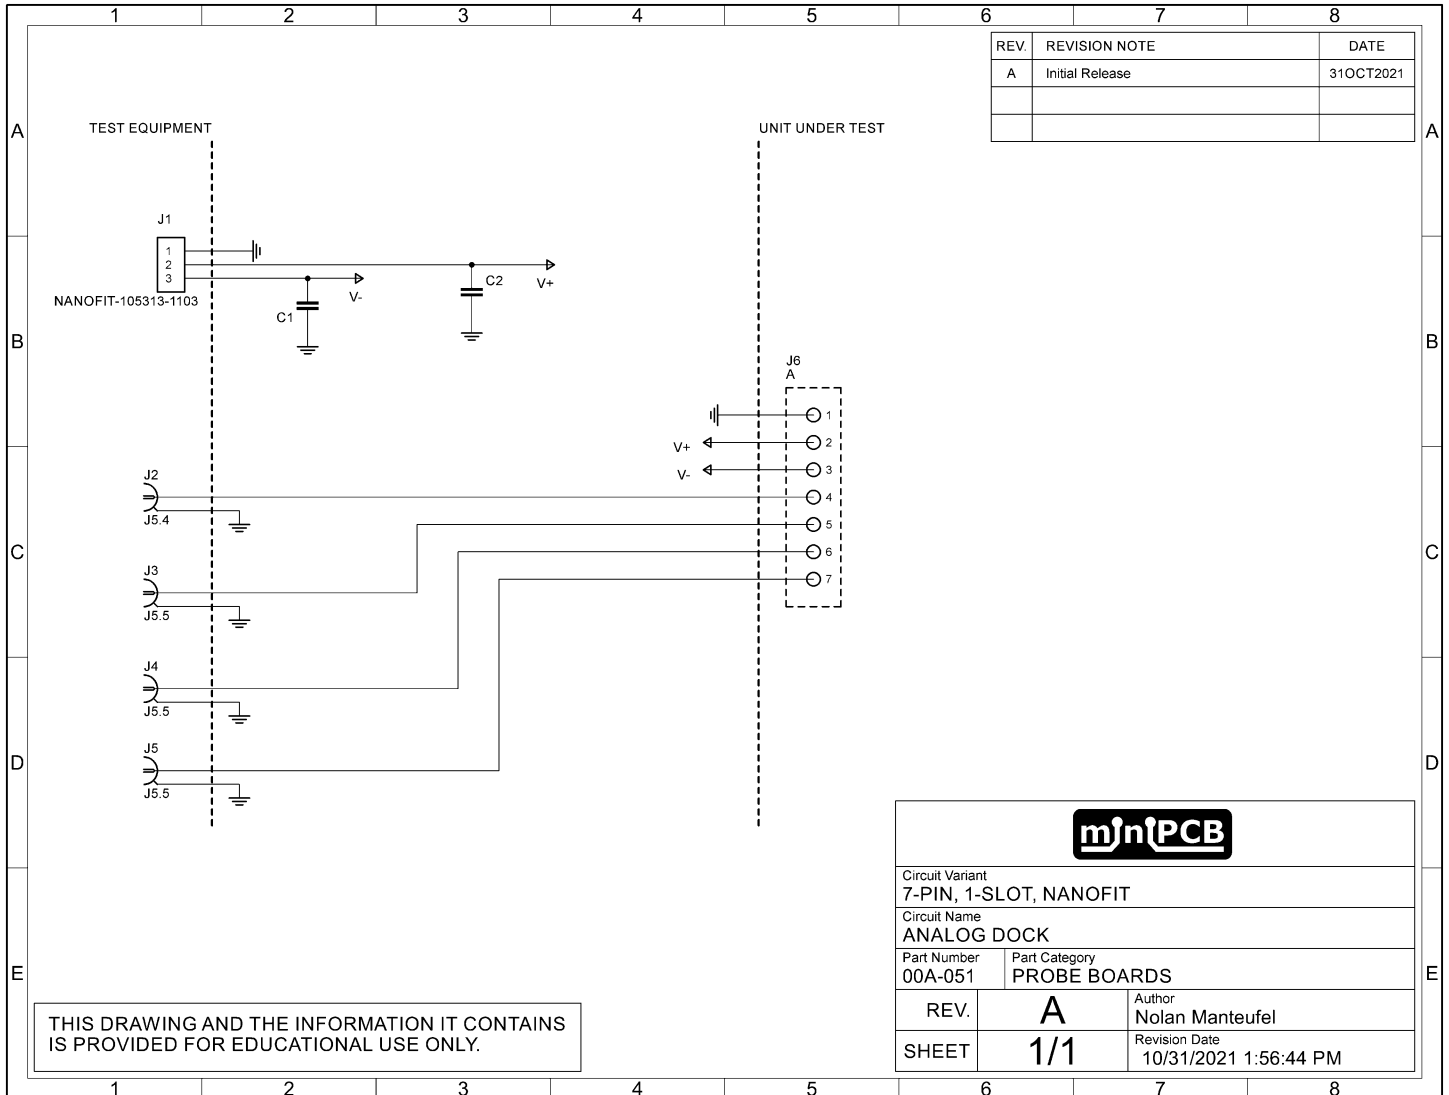 1 2 3 4 5 6 7 8
REV. REVISION NOTE DATE
A Initial Release 31OCT2021
A A
TEST EQUIPMENT UNIT UNDER TEST
J1
1
2
3
NANOFIT-105313-1103
V-
V+
C1
C2
B B
J6
A
1
V+ 2
V- 3
4
5
6
7
J2
J5.4
C C
J3
J5.5
J4
J5.5
J5
J5.5
D D
miniPCB
Circuit Variant
7-PIN, 1-SLOT, NANOFIT
Circuit Name
ANALOG DOCK
Part Number Part Category
00A-051 PROBE BOARDS
E E
REV. A Author
Nolan Manteufel
SHEET 1/1 Revision Date
10/31/2021 1:56:44 PM
THIS DRAWING AND THE INFORMATION IT CONTAINS
IS PROVIDED FOR EDUCATIONAL USE ONLY.
1 2 3 4 5 6 7 8